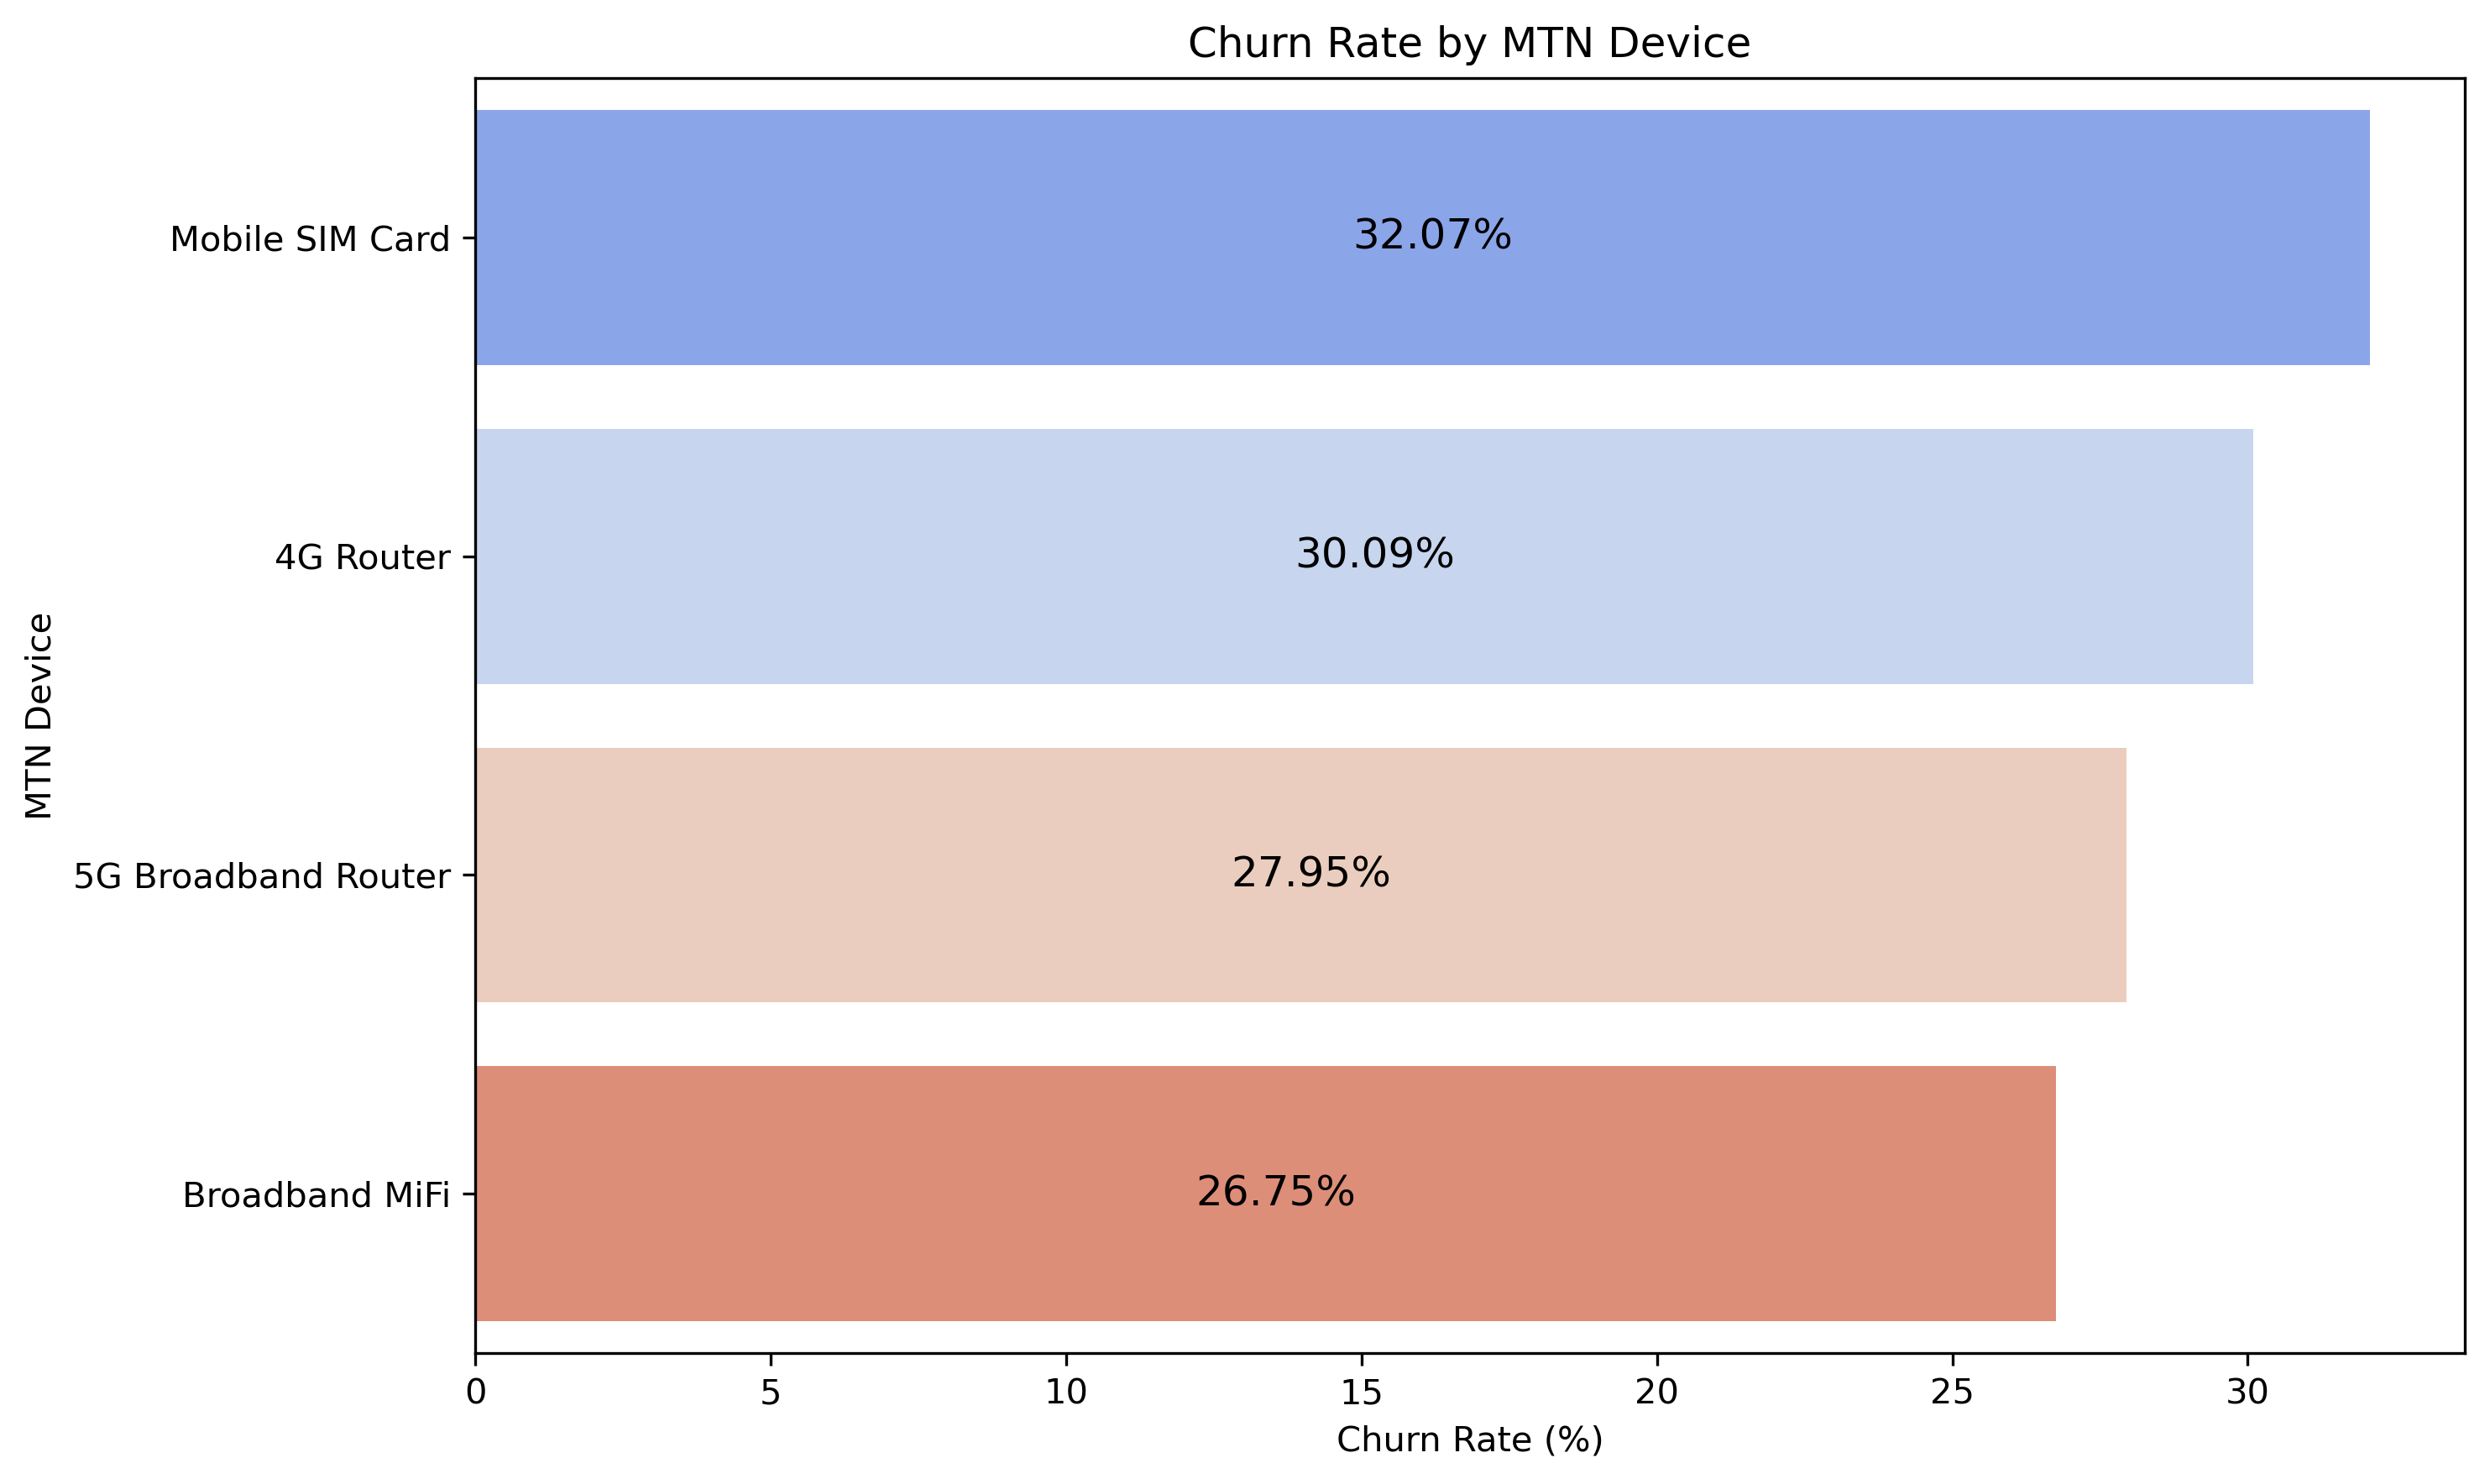 Churn Rate by MTN Device
MTN Device
Mobile SIM Card
32.07%
4G Router
30.09%
5G Broadband Router
27.95%
Broadband MiFi
26.75%
0 5 10 15 20 25 30
Churn Rate (%)